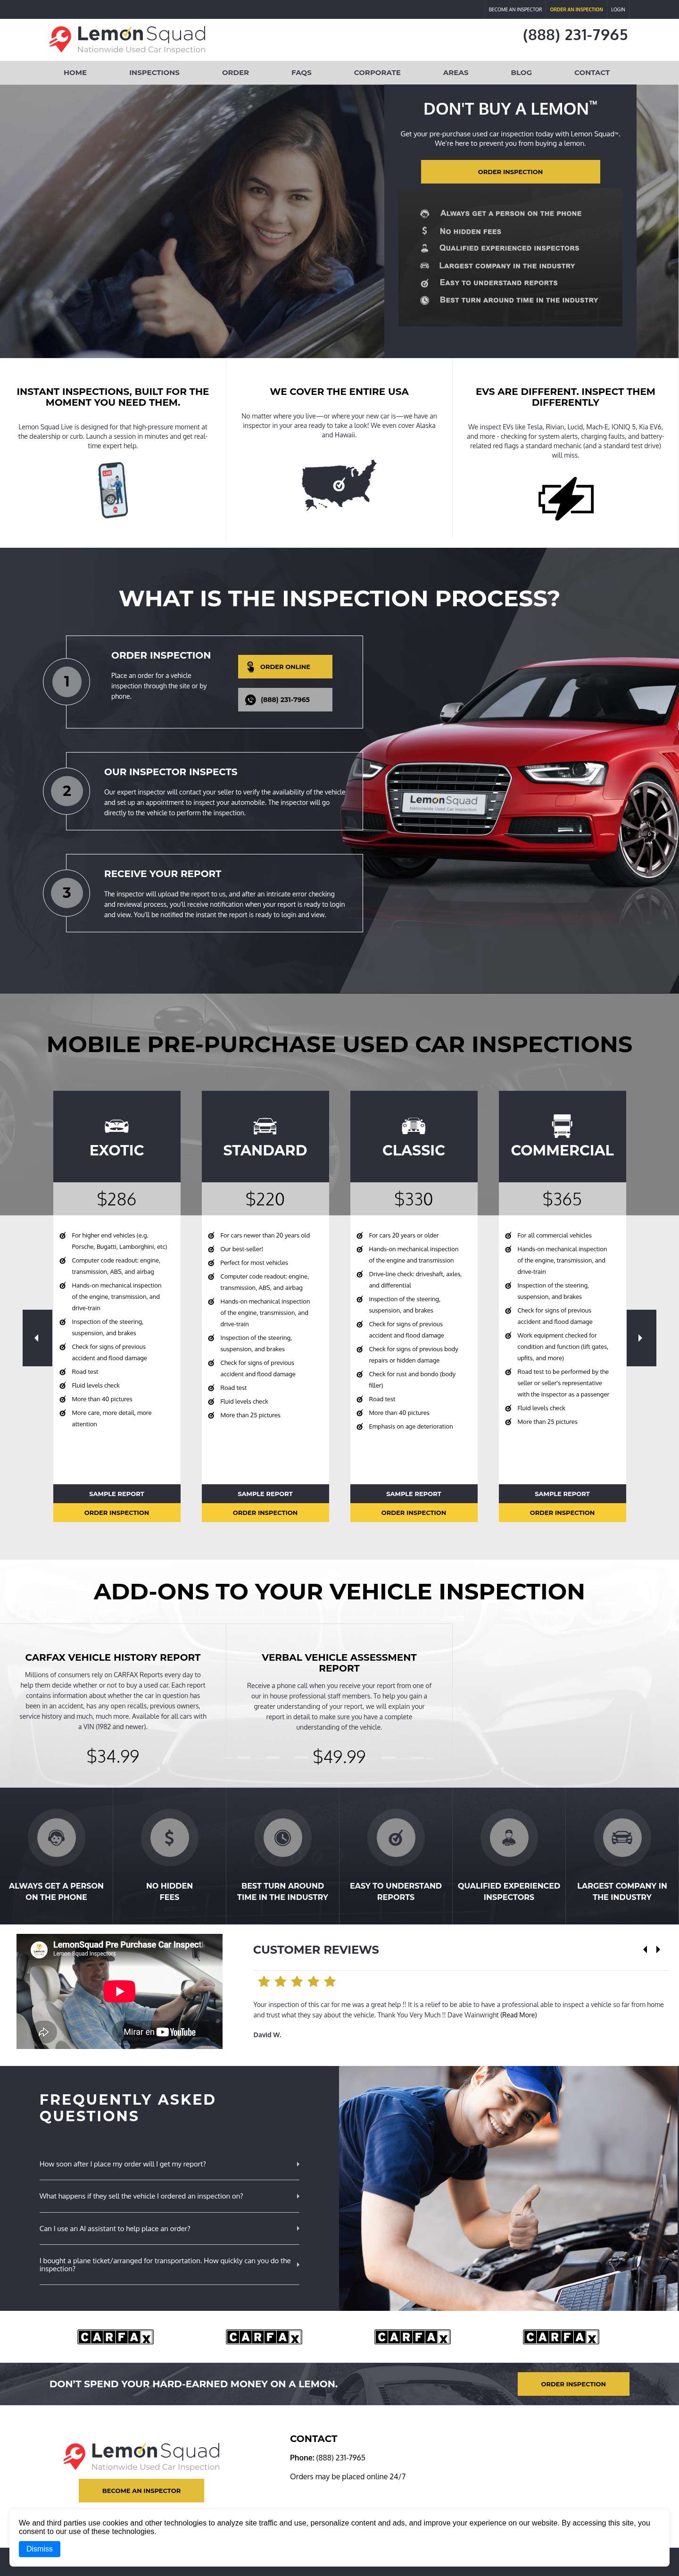 BECOME AN INSPECTOR ORDER AN INSPECTION LOGIN
Lemon Squad
Nationwide Used Car Inspection
(888) 231-7965
HOME INSPECTIONS ORDER FAQS CORPORATE AREAS BLOG CONTACT
DON'T BUY A LEMON™
Get your pre-purchase used car inspection today with Lemon Squad™.
We're here to prevent you from buying a lemon.
ORDER INSPECTION
ALWAYS GET A PERSON ON THE PHONE
NO HIDDEN FEES
QUALIFIED EXPERIENCED INSPECTORS
LARGEST COMPANY IN THE INDUSTRY
EASY TO UNDERSTAND REPORTS
BEST TURN AROUND TIME IN THE INDUSTRY
INSTANT INSPECTIONS, BUILT FOR THE
MOMENT YOU NEED THEM.
Lemon Squad Live is designed for that high-pressure moment at
the dealership or curb. Launch a session in minutes and get real-
time expert help.
WE COVER THE ENTIRE USA
No matter where you live—or where your new car is—we have an
inspector in your area ready to take a look! We even cover Alaska
and Hawaii.
EVS ARE DIFFERENT. INSPECT THEM
DIFFERENTLY
We inspect EVs like Tesla, Rivian, Lucid, Mach-E, IONIQ 5, Kia EV6,
and more - checking for system alerts, charging faults, and battery-
related red flags a standard mechanic (and a standard test drive)
will miss.
WHAT IS THE INSPECTION PROCESS?
1
ORDER INSPECTION
Place an order for a vehicle
inspection through the site or by
phone.
ORDER ONLINE
(888) 231-7965
2
OUR INSPECTOR INSPECTS
Our expert inspector will contact your seller to verify the availability of the vehicle
and set up an appointment to inspect your automobile. The inspector will go
directly to the vehicle to perform the inspection.
LemonSquad
Nationwide Used Car Inspection
3
RECEIVE YOUR REPORT
The inspector will upload the report to us, and after an intricate error checking
and reviewal process, you'll receive notification when your report is ready to login
and view. You'll be notified the instant the report is ready to login and view.
MOBILE PRE-PURCHASE USED CAR INSPECTIONS
EXOTIC
$286
For higher end vehicles (e.g.
Porsche, Bugatti, Lamborghini, etc)
Computer code readout: engine,
transmission, ABS, and airbag
Hands-on mechanical inspection
of the engine, transmission, and
drive-train
Inspection of the steering,
suspension, and brakes
Check for signs of previous
accident and flood damage
Road test
Fluid levels check
More than 40 pictures
More care, more detail, more
attention
SAMPLE REPORT
ORDER INSPECTION
STANDARD
$220
For cars newer than 20 years old
Our best-seller!
Perfect for most vehicles
Computer code readout: engine,
transmission, ABS, and airbag
Hands-on mechanical inspection
of the engine, transmission, and
drive-train
Inspection of the steering,
suspension, and brakes
Check for signs of previous
accident and flood damage
Road test
Fluid levels check
More than 25 pictures
SAMPLE REPORT
ORDER INSPECTION
CLASSIC
$330
For cars 20 years or older
Hands-on mechanical inspection
of the engine and transmission
Drive-line check: driveshaft, axles,
and differential
Inspection of the steering,
suspension, and brakes
Check for signs of previous
accident and flood damage
Check for signs of previous body
repairs or hidden damage
Check for rust and bondo (body
filler)
Road test
More than 40 pictures
Emphasis on age deterioration
SAMPLE REPORT
ORDER INSPECTION
COMMERCIAL
$365
For all commercial vehicles
Hands-on mechanical inspection
of the engine, transmission, and
drive-train
Inspection of the steering,
suspension, and brakes
Check for signs of previous
accident and flood damage
Work equipment checked for
condition and function (lift gates,
upfits, and more)
Road test to be performed by the
seller or seller's representative
with the inspector as a passenger
Fluid levels check
More than 25 pictures
SAMPLE REPORT
ORDER INSPECTION
ADD-ONS TO YOUR VEHICLE INSPECTION
CARFAX VEHICLE HISTORY REPORT
Millions of consumers rely on CARFAX Reports every day to
help them decide whether or not to buy a used car. Each report
contains information about whether the car in question has
been in an accident, has any open recalls, previous owners,
service history and much, much more. Available for all cars with
a VIN (1982 and newer).
$34.99
VERBAL VEHICLE ASSESSMENT
REPORT
Receive a phone call when you receive your report from one of
our in house professional staff members. To help you gain a
greater understanding of your report, we will explain your
report in detail to make sure you have a complete
understanding of the vehicle.
$49.99
ALWAYS GET A PERSON
ON THE PHONE
NO HIDDEN
FEES
BEST TURN AROUND
TIME IN THE INDUSTRY
EASY TO UNDERSTAND
REPORTS
QUALIFIED EXPERIENCED
INSPECTORS
LARGEST COMPANY IN
THE INDUSTRY
LemonSquad Pre Purchase Car Inspecti
Lemon Squad Inspectors
Mirar en YouTube
CUSTOMER REVIEWS
Your inspection of this car for me was a great help !! It is a relief to be able to have a professional able to inspect a vehicle so far from home
and trust what they say about the vehicle. Thank You Very Much !! Dave Wainwright (Read More)
David W.
FREQUENTLY ASKED
QUESTIONS
How soon after I place my order will I get my report?
What happens if they sell the vehicle I ordered an inspection on?
Can I use an AI assistant to help place an order?
I bought a plane ticket/arranged for transportation. How quickly can you do the
inspection?
CARFAX CARFAX CARFAX CARFAX
DON'T SPEND YOUR HARD-EARNED MONEY ON A LEMON.
ORDER INSPECTION
Lemon Squad
Nationwide Used Car Inspection
BECOME AN INSPECTOR
CONTACT
Phone: (888) 231-7965
Orders may be placed online 24/7
We and third parties use cookies and other technologies to analyze site traffic and use, personalize content and ads, and improve your experience on our website. By accessing this site, you
consent to our use of these technologies.
Dismiss